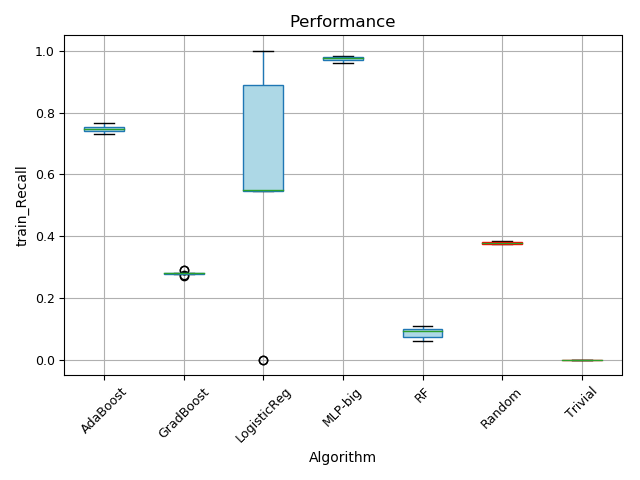 Performance
train_Recall
1.0
0.8
0.6
0.4
0.2
0.0
AdaBoost
GradBoost
LogisticReg
MLP-big
RF
Random
Trivial
Algorithm